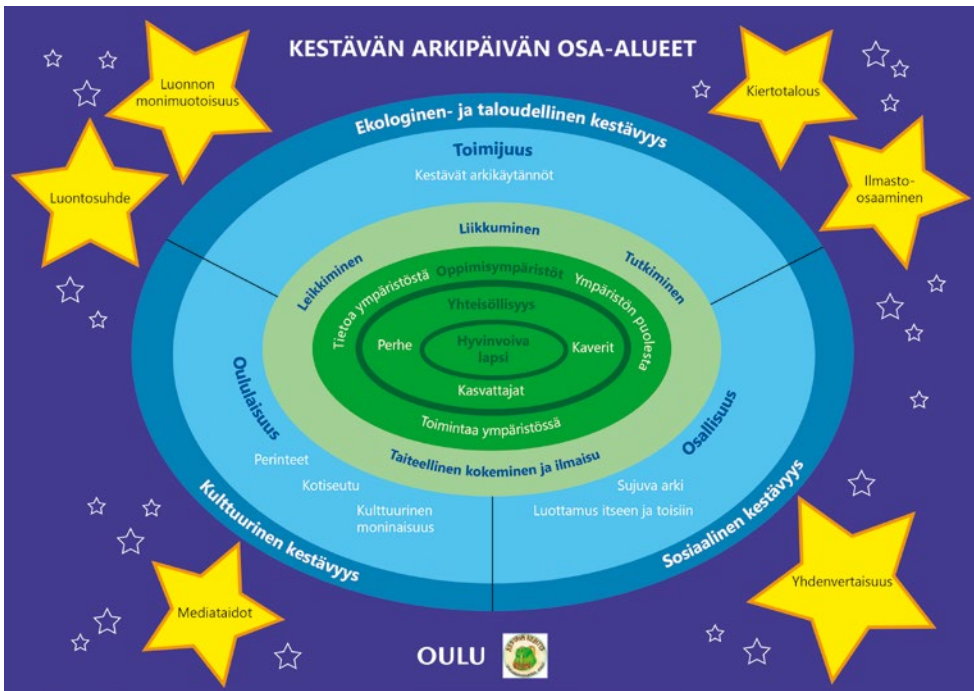 KESTÄVÄN ARKIPÄIVÄN OSA-ALUEET
Luonnon
monimuotoisuus
Luontosuhde
Kiertotalous
Ilmasto-
osaaminen
Ekologinen- ja taloudellinen kestävyys
Toimijuus
Kestävät arkikäytännöt
Leikkiminen
Liikkuminen
Tutkiminen
Oppimisympäristöt
Tietoa ympäristöstä
Ympäristön puolesta
Yhteisöllisyys
Perhe
Hyvinvoiva
lapsi
Kaverit
Kasvattajat
Toimintaa ympäristössä
Taiteellinen kokeminen ja ilmaisu
Oululaisuus
Perinteet
Kotiseutu
Kulttuurinen
moninaisuus
Kulttuurinen kestävyys
Osallisuus
Sujuva arki
Luottamus itseen ja toisiin
Sosiaalinen kestävyys
Mediataidot
Yhdenvertaisuus
OULU